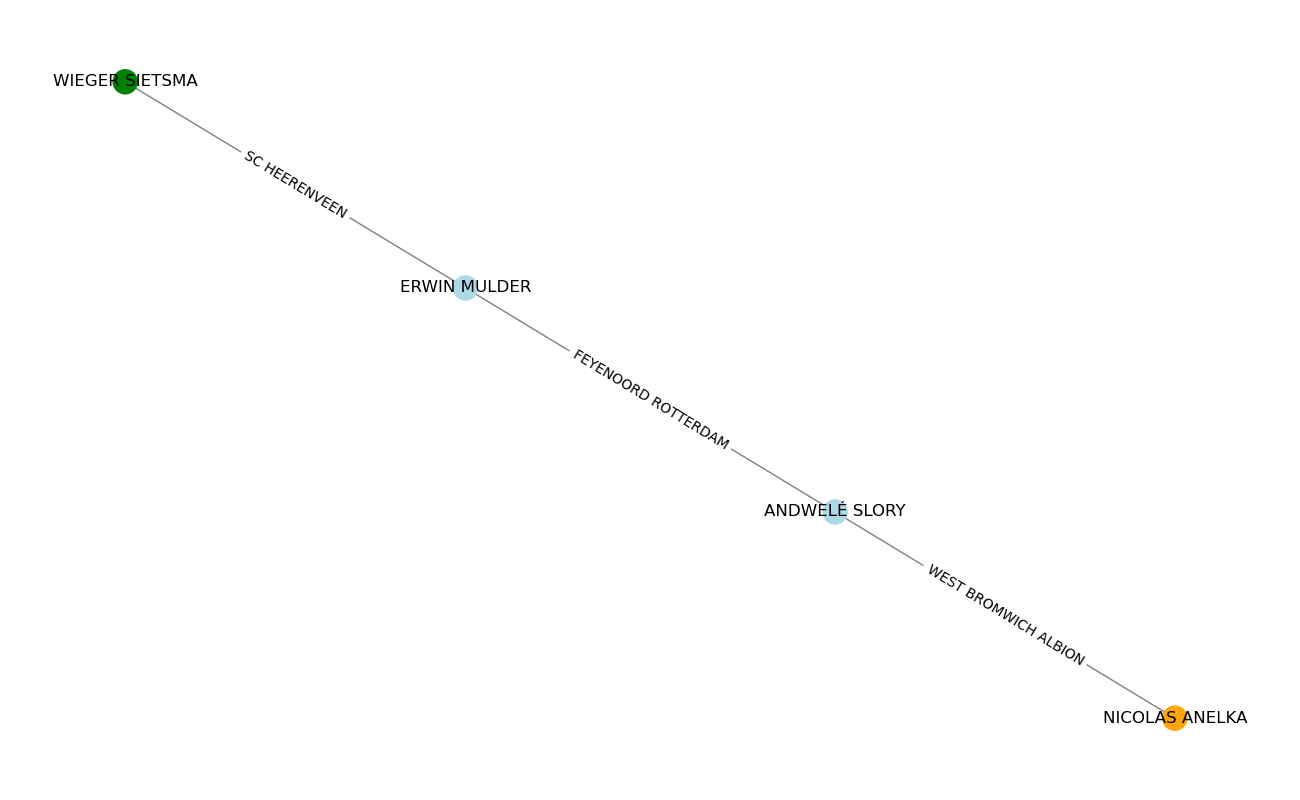 WIEGER SIETSMA
SC HEERENVEEN
ERWIN MULDER
FEYENOORD ROTTERDAM
ANDWELÉ SLORY
WEST BROMWICH ALBION
NICOLAS ANELKA